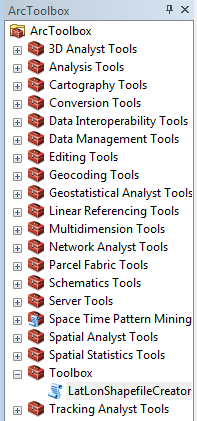 ArcToolbox
ArcToolbox
3D Analyst Tools
Analysis Tools
Cartography Tools
Conversion Tools
Data Interoperability Tools
Data Management Tools
Editing Tools
Geocoding Tools
Geostatistical Analyst Tools
Linear Referencing Tools
Multidimension Tools
Network Analyst Tools
Parcel Fabric Tools
Schematics Tools
Server Tools
Space Time Pattern Mining
Spatial Analyst Tools
Spatial Statistics Tools
Toolbox
LatLonShapefileCreator
Tracking Analyst Tools